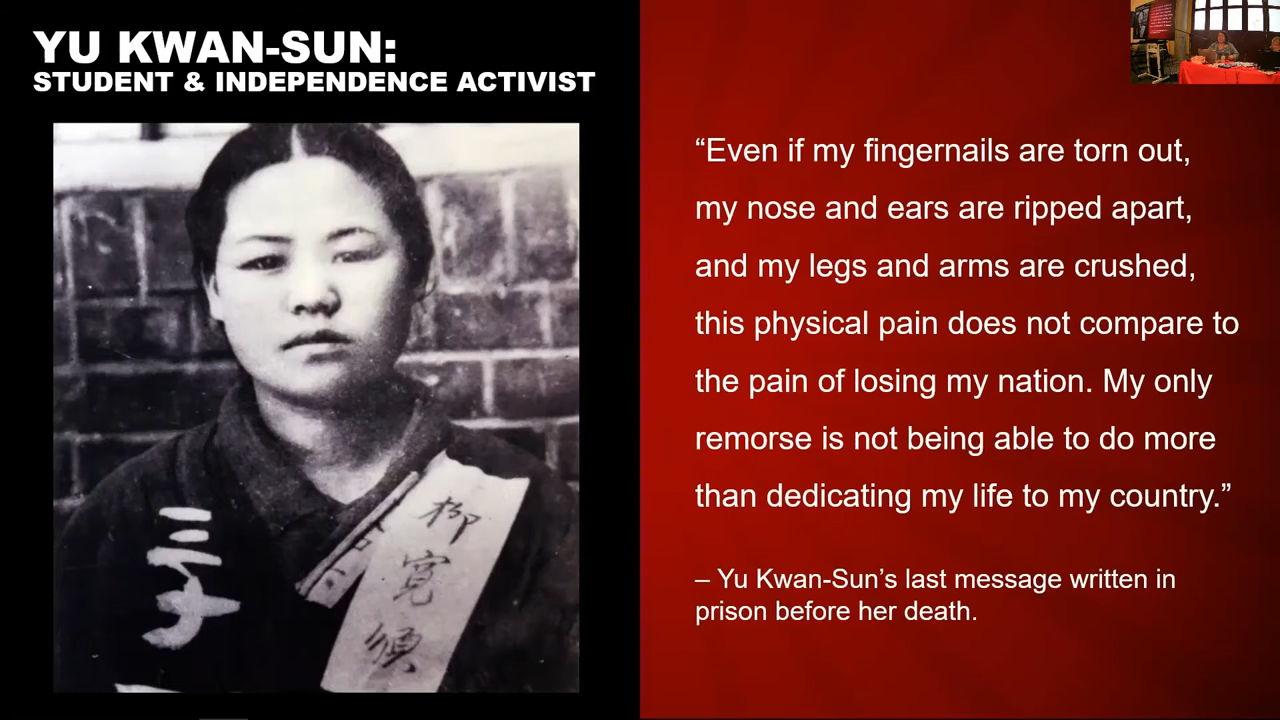 YU KWAN-SUN:
STUDENT & INDEPENDENCE ACTIVIST
柳寬順
“Even if my fingernails are torn out,
my nose and ears are ripped apart,
and my legs and arms are crushed,
this physical pain does not compare to
the pain of losing my nation. My only
remorse is not being able to do more
than dedicating my life to my country.”
– Yu Kwan-Sun’s last message written in
prison before her death.